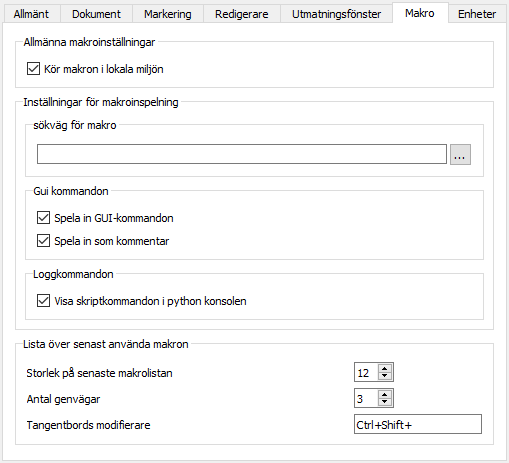 Allmänt Dokument Markering Redigerare Utmatningsfönster Makro Enheter
Allmänna makroinställningar
Kör makron i lokala miljön
Inställningar för makroinspelning
sökväg för makro
...
Gui kommandon
Spela in GUI-kommandon
Spela in som kommentar
Loggkommandon
Visa skriptkommandon i python konsolen
Lista över senast använda makron
Storlek på senaste makrolistan 12
Antal genvägar 3
Tangentbords modifierare Ctrl+Shift+